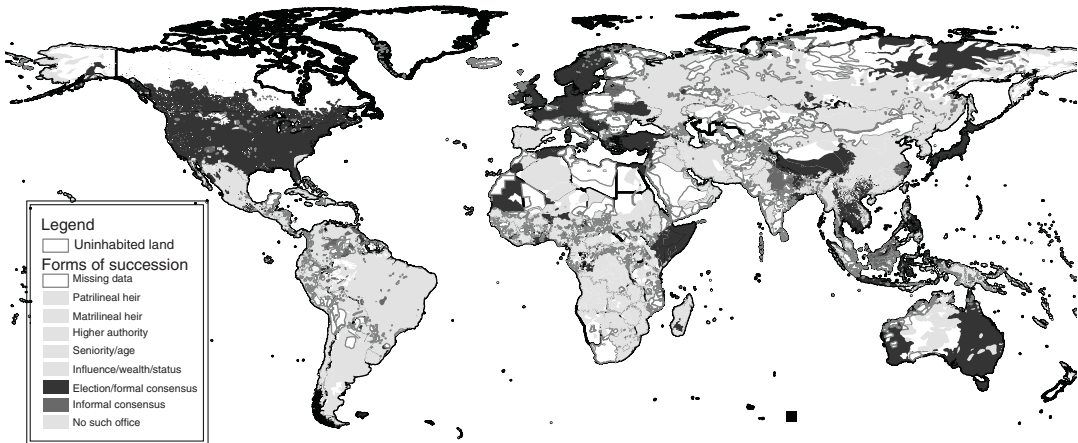 Legend
Uninhabited land
Forms of succession
Missing data
Patrilineal heir
Matrilineal heir
Higher authority
Seniority/age
Influence/wealth/status
Election/formal consensus
Informal consensus
No such office